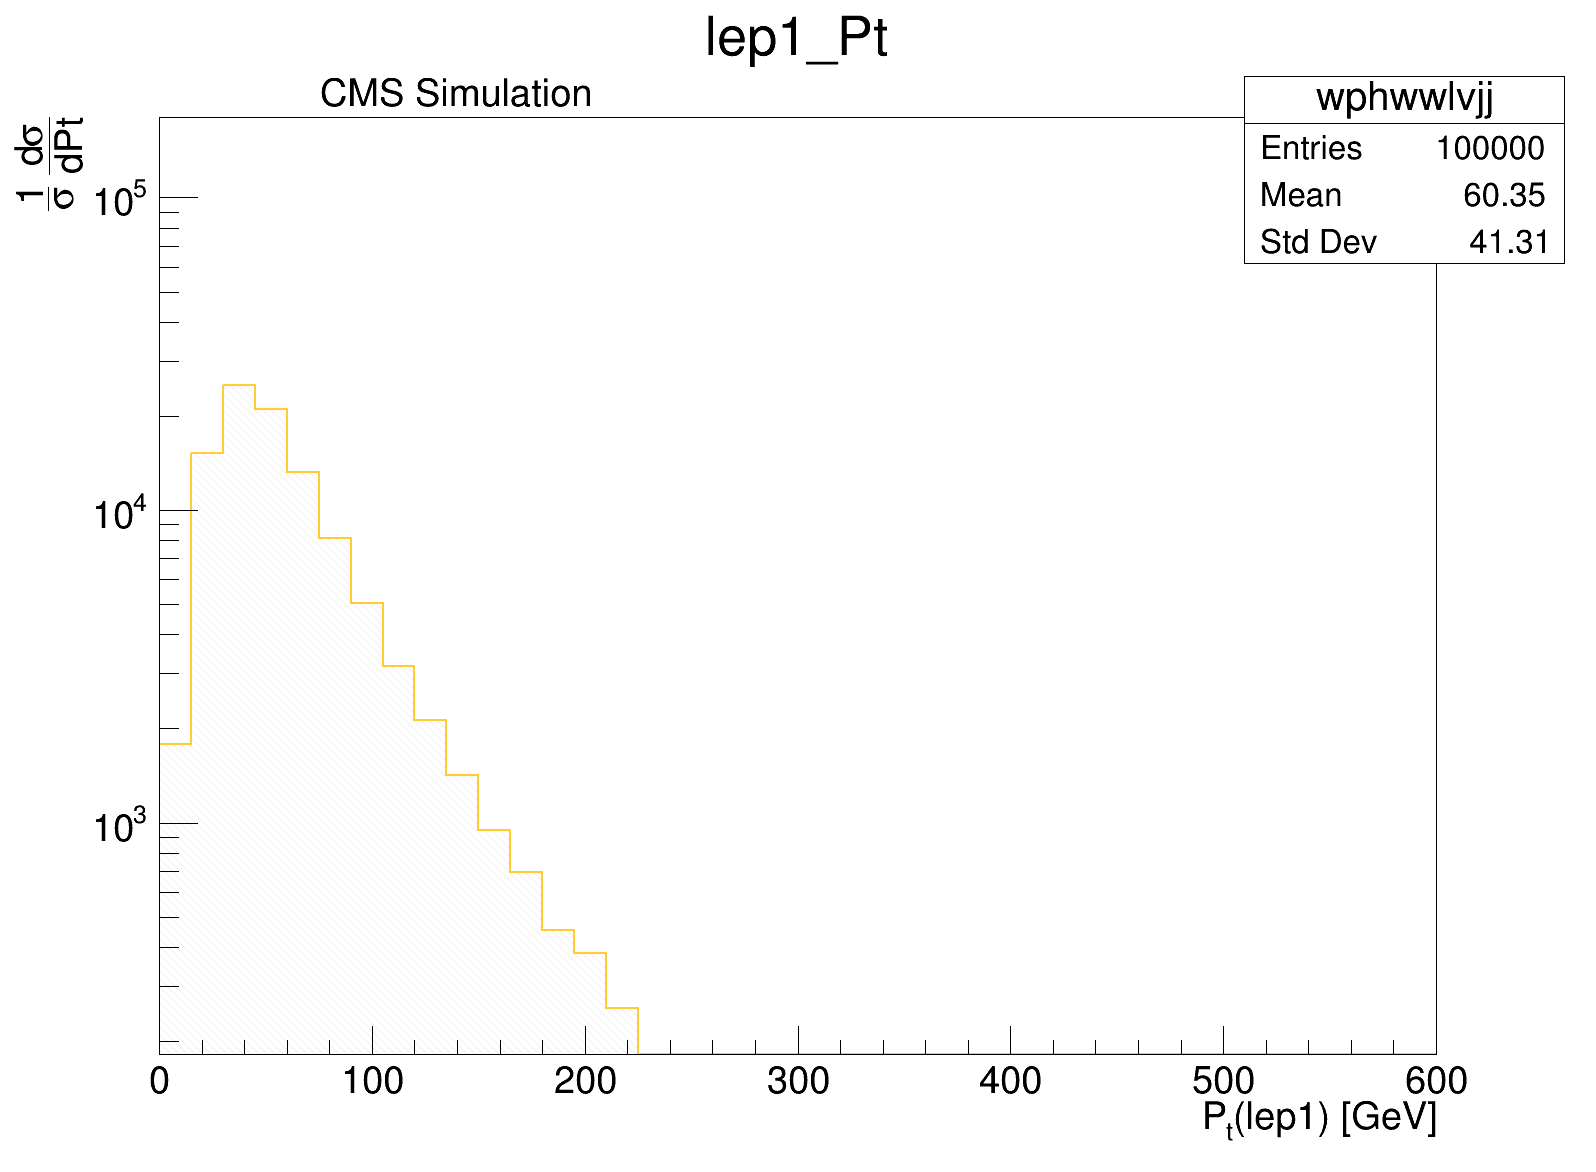 lep1_Pt
CMS Simulation
wphwwlvjj
Entries 100000
Mean 60.35
Std Dev 41.31
1/σ dσ/dPt
10^5
10^4
10^3
0 100 200 300 400 500 600
P_t(lep1) [GeV]